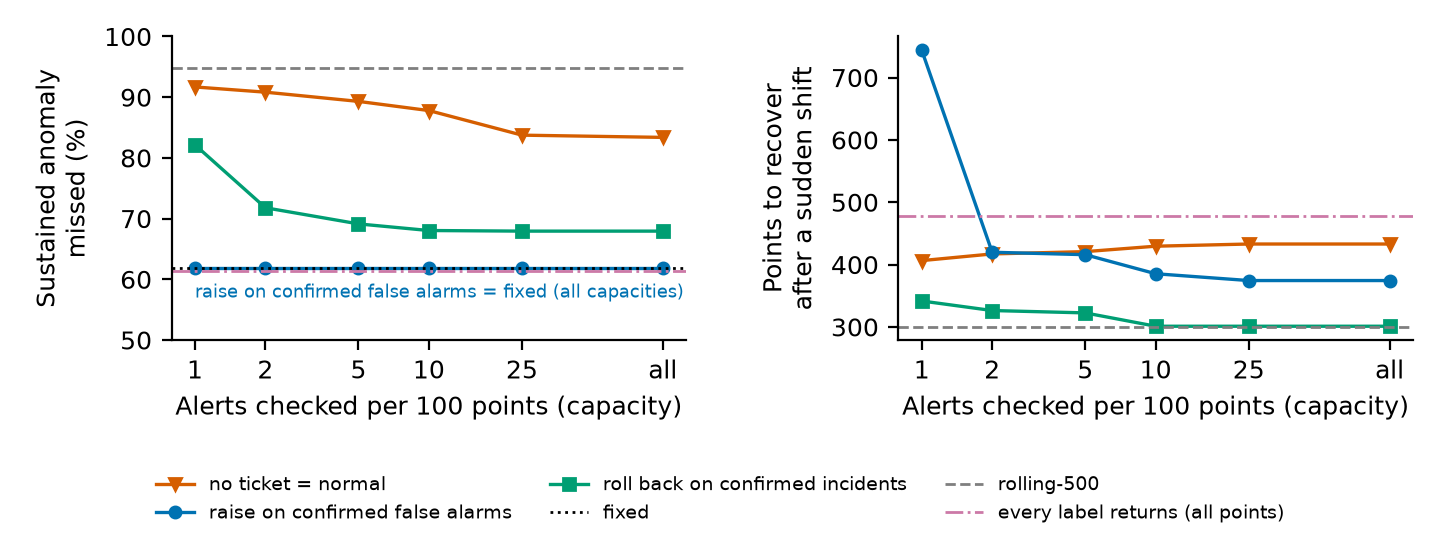 Sustained anomaly
missed (%)
100
90
80
70
60
50
raise on confirmed false alarms = fixed (all capacities)
1 2 5 10 25 all
Alerts checked per 100 points (capacity)
Points to recover
after a sudden shift
700
600
500
400
300
1 2 5 10 25 all
Alerts checked per 100 points (capacity)
no ticket = normal
raise on confirmed false alarms
roll back on confirmed incidents
fixed
rolling-500
every label returns (all points)